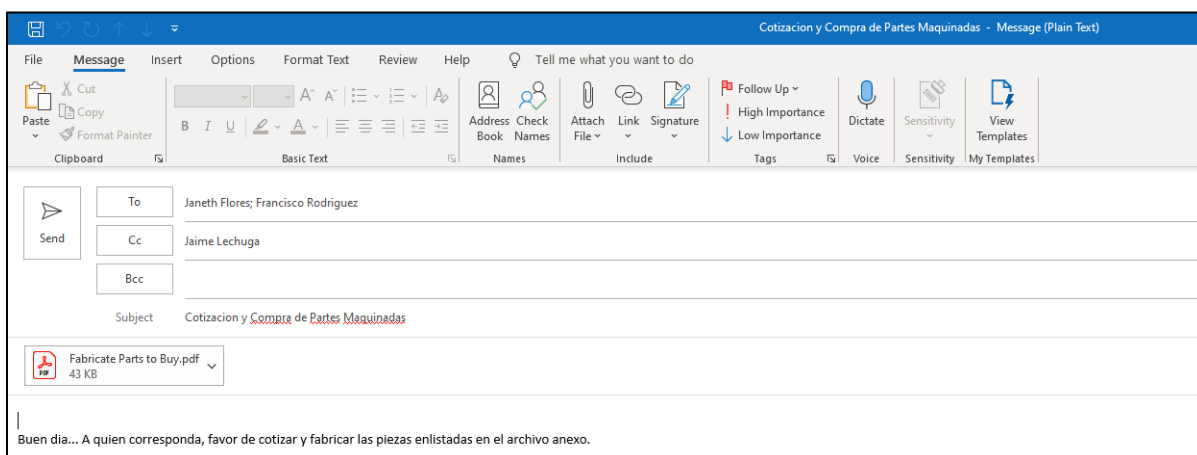 Cotizacion y Compra de Partes Maquinadas - Message (Plain Text)
File Message Insert Options Format Text Review Help Tell me what you want to do
Paste
Cut
Copy
Format Painter
Clipboard
B I U
Basic Text
Address Book
Check Names
Names
Attach File
Link
Signature
Include
Follow Up
High Importance
Low Importance
Tags
Dictate
Voice
Sensitivity
Sensitivity
View Templates
My Templates
Send
To Janeth Flores; Francisco Rodriguez
Cc Jaime Lechuga
Bcc
Subject Cotizacion y Compra de Partes Maquinadas
PDF
Fabricate Parts to Buy.pdf
43 KB
Buen dia... A quien corresponda, favor de cotizar y fabricar las piezas enlistadas en el archivo anexo.